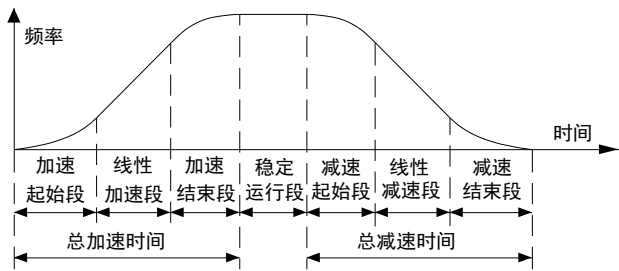 频率
时间
加速 线性 加速 稳定 减速 线性 减速
起始段 加速段 结束段 运行段 起始段 减速段 结束段
总加速时间 总减速时间